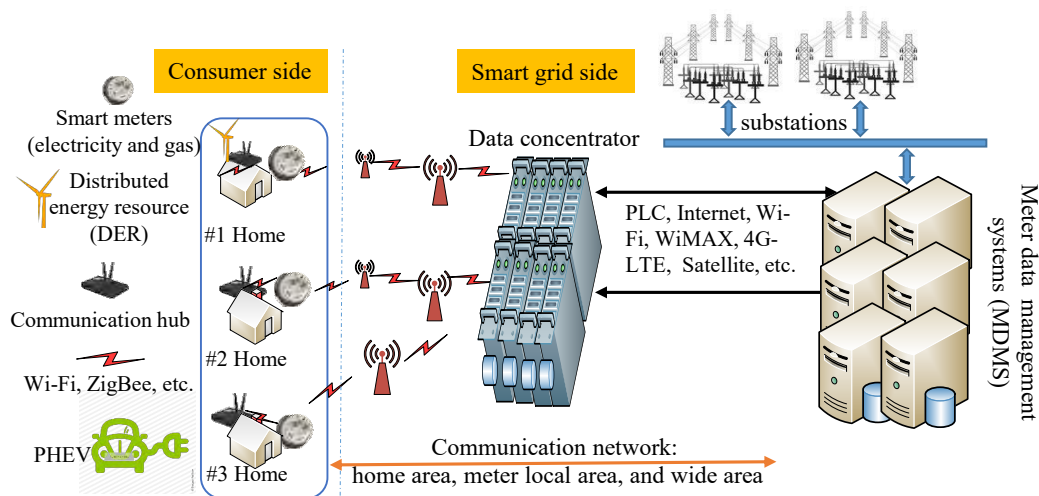 Consumer side
Smart grid side
Smart meters
(electricity and gas)
Distributed
energy resource
(DER)
Communication hub
Wi-Fi, ZigBee, etc.
PHEV
#1 Home
#2 Home
#3 Home
Data concentrator
substations
PLC, Internet, Wi-
Fi, WiMAX, 4G-
LTE, Satellite, etc.
Meter data management
systems (MDMS)
Communication network:
home area, meter local area, and wide area